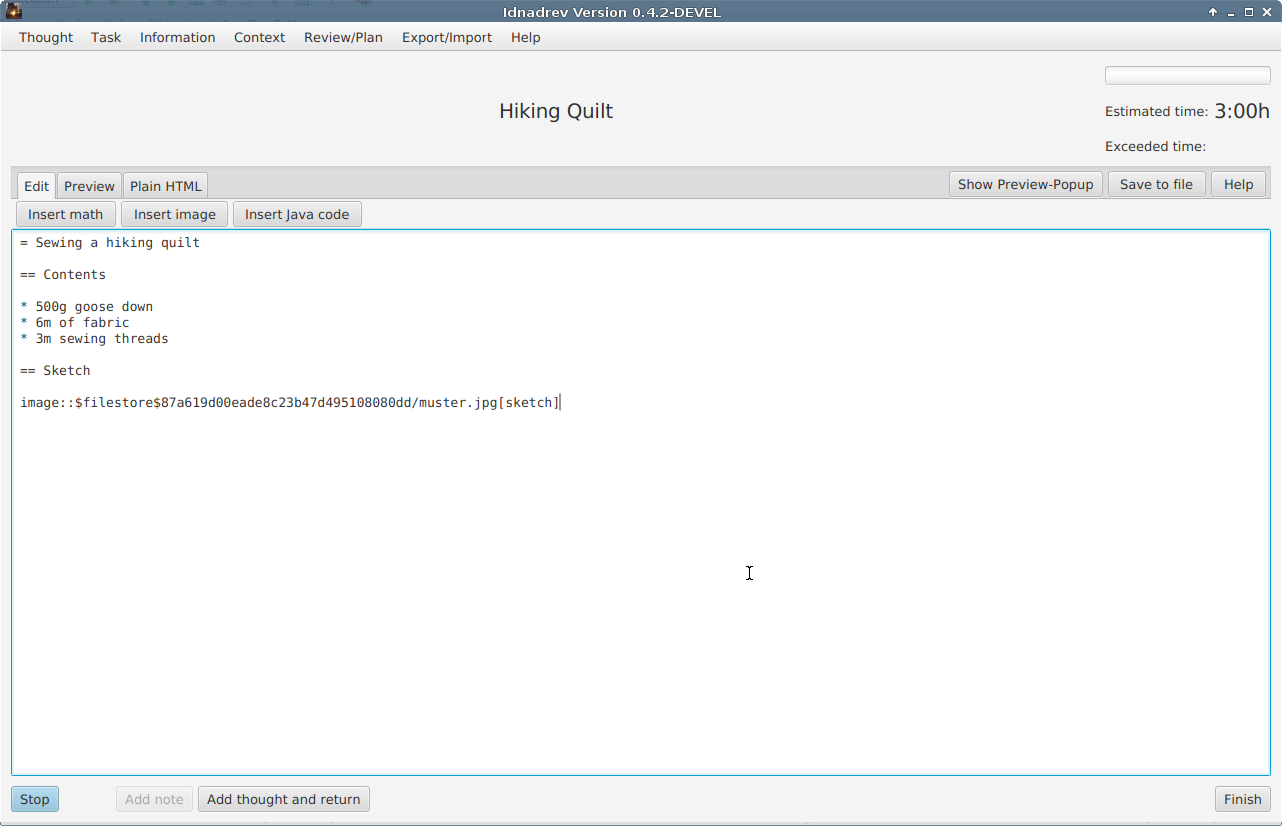 Idnadrev Version 0.4.2-DEVEL
Thought Task Information Context Review/Plan Export/Import Help
Hiking Quilt
Estimated time: 3:00h
Exceeded time:
Edit Preview Plain HTML Show Preview-Popup Save to file Help
Insert math Insert image Insert Java code
= Sewing a hiking quilt
== Contents
* 500g goose down
* 6m of fabric
* 3m sewing threads
== Sketch
image::$filestore$87a619d00eade8c23b47d495108080dd/muster.jpg[sketch]
Stop Add note Add thought and return Finish